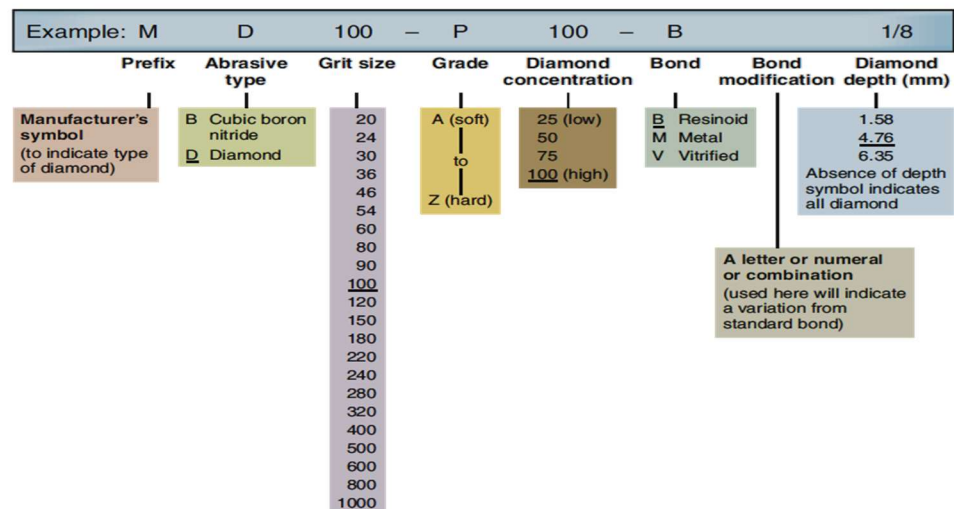 Example: M D 100 – P 100 – B 1/8
Prefix Abrasive type Grit size Grade Diamond concentration Bond Bond modification Diamond depth (mm)
Manufacturer's
symbol
(to indicate type
of diamond)
B Cubic boron
nitride
D Diamond
20
24
30
36
46
54
60
80
90
100
120
150
180
220
240
280
320
400
500
600
800
1000
A (soft)
to
Z (hard)
25 (low)
50
75
100 (high)
B Resinoid
M Metal
V Vitrified
A letter or numeral
or combination
(used here will indicate
a variation from
standard bond)
1.58
4.76
6.35
Absence of depth
symbol indicates
all diamond